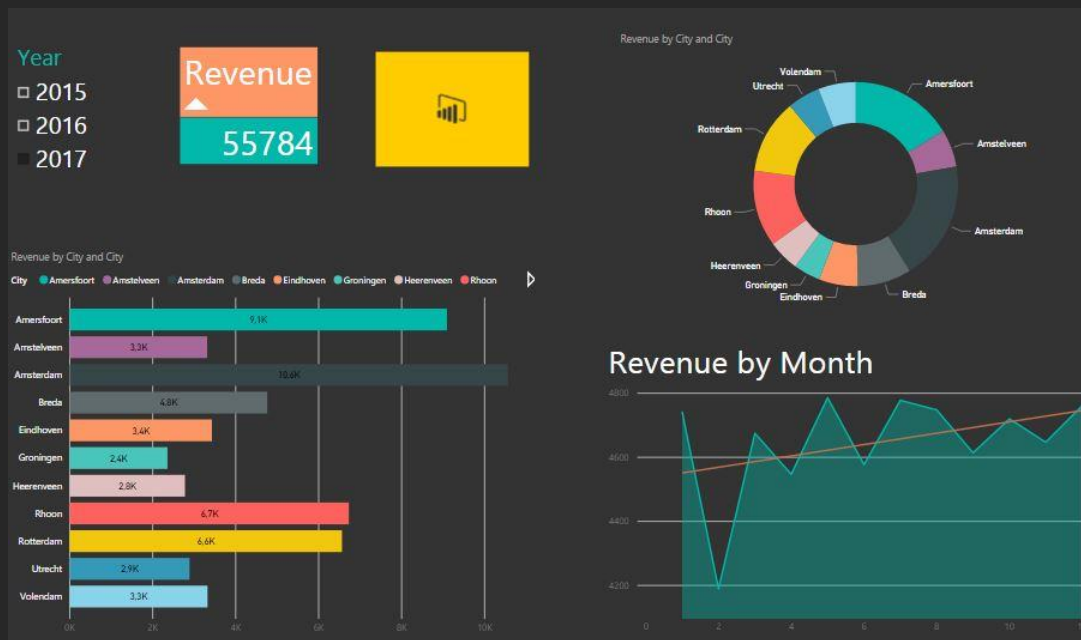 Year
2015
2016
2017
Revenue
55784
Revenue by City and City
Volendam
Utrecht
Rotterdam
Rhoon
Heerenveen
Groningen
Eindhoven
Amersfoort
Amstelveen
Amsterdam
Breda
Revenue by City and City
City Amersfoort Amstelveen Amsterdam Breda Eindhoven Groningen Heerenveen Rhoon
Amersfoort 9,1K
Amstelveen 3,3K
Amsterdam 10,6K
Breda 4,8K
Eindhoven 3,4K
Groningen 2,4K
Heerenveen 2,8K
Rhoon 6,7K
Rotterdam 6,6K
Utrecht 2,9K
Volendam 3,3K
0K 2K 4K 6K 8K 10K
Revenue by Month
4800
4600
4400
4200
0 2 4 6 8 10